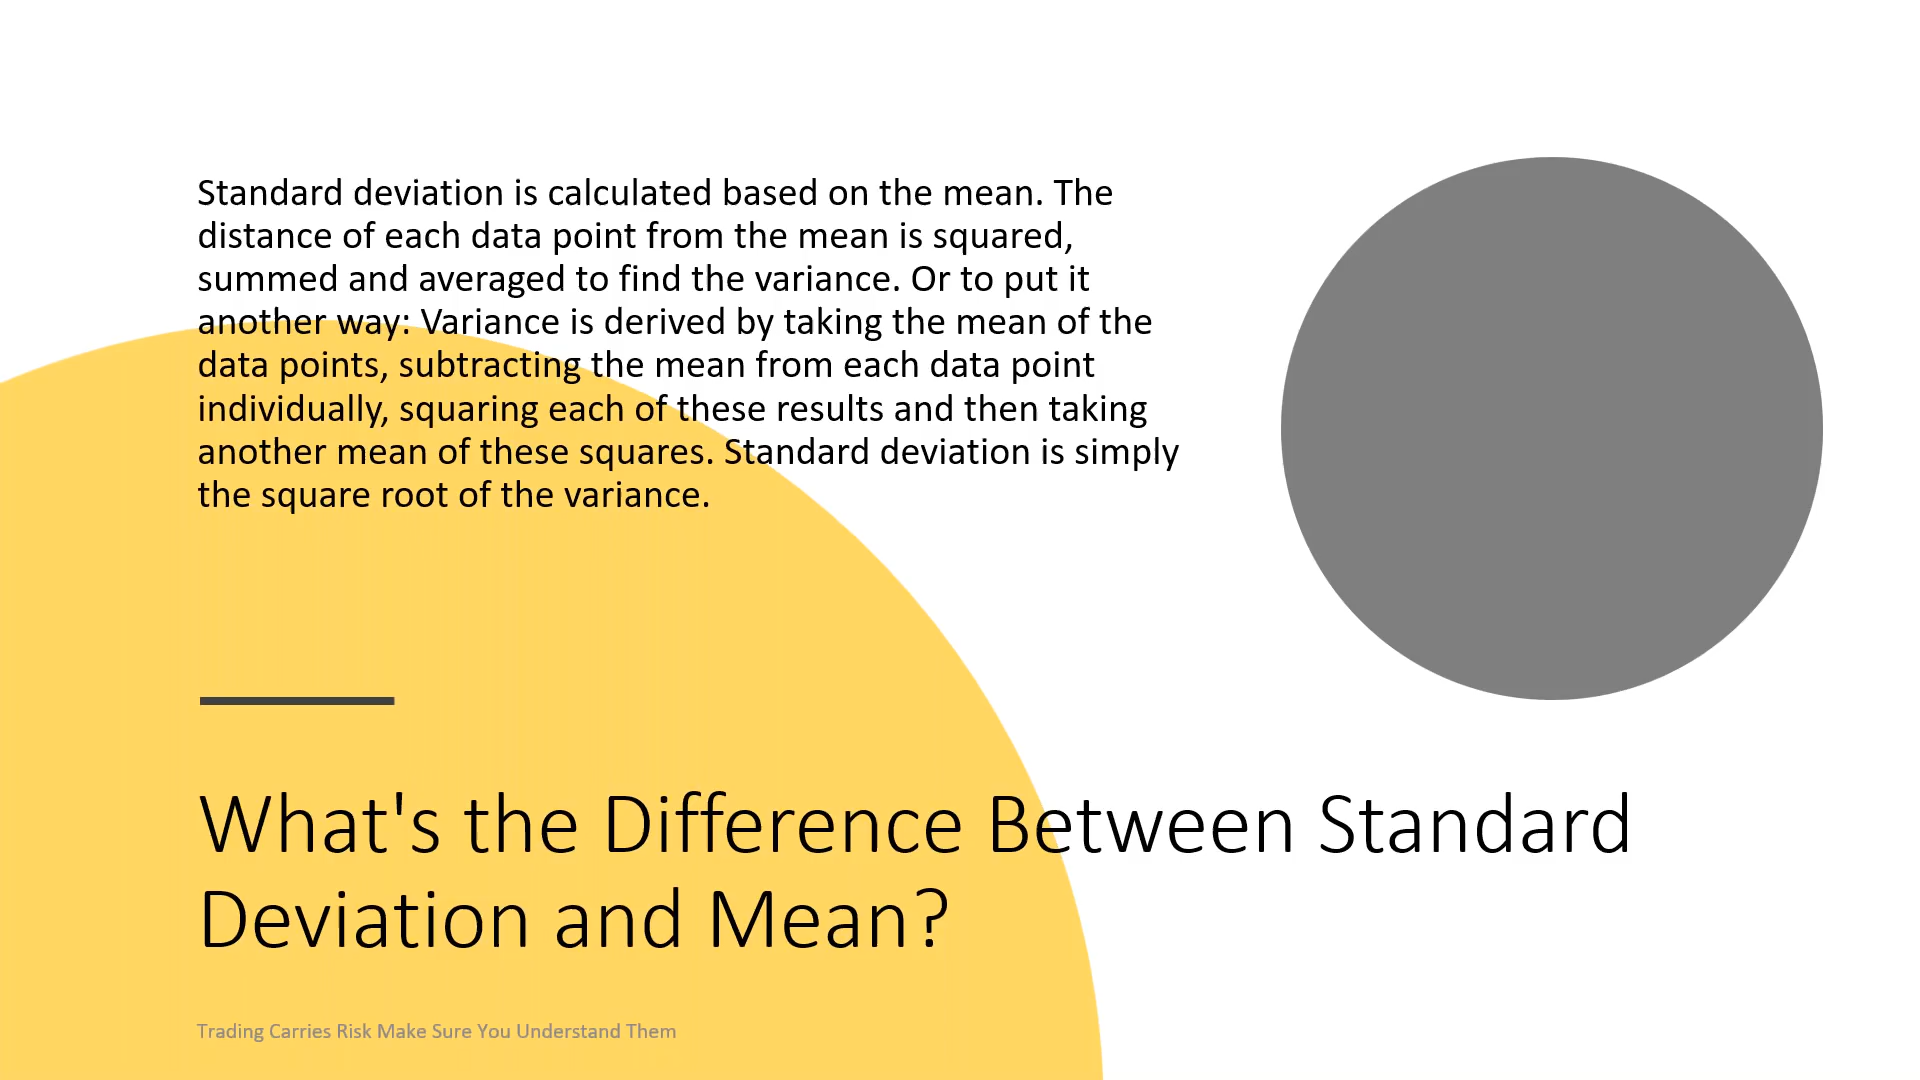 Standard deviation is calculated based on the mean. The
distance of each data point from the mean is squared,
summed and averaged to find the variance. Or to put it
another way: Variance is derived by taking the mean of the
data points, subtracting the mean from each data point
individually, squaring each of these results and then taking
another mean of these squares. Standard deviation is simply
the square root of the variance.
What's the Difference Between Standard
Deviation and Mean?
Trading Carries Risk Make Sure You Understand Them